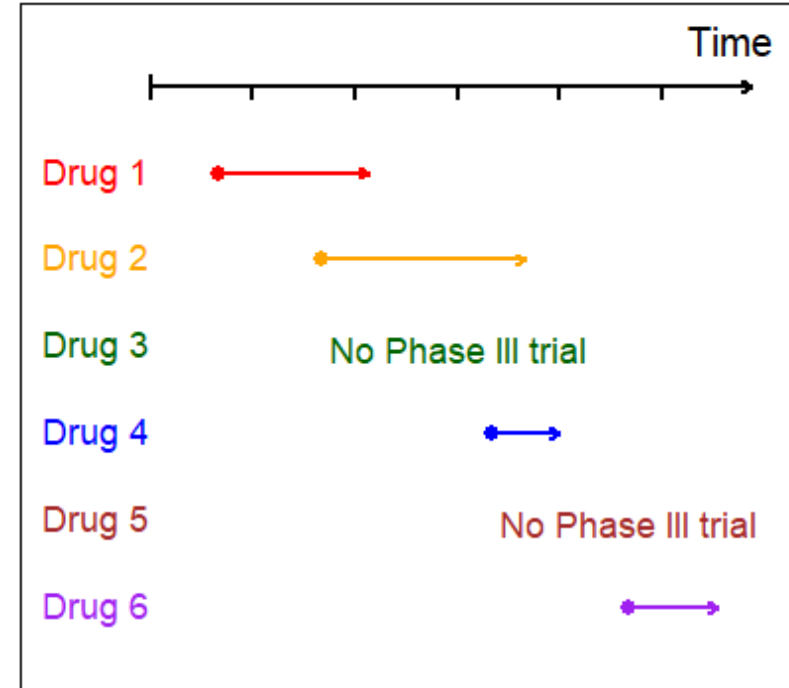 Time
Drug 1
Drug 2
Drug 3 No Phase III trial
Drug 4
Drug 5 No Phase III trial
Drug 6